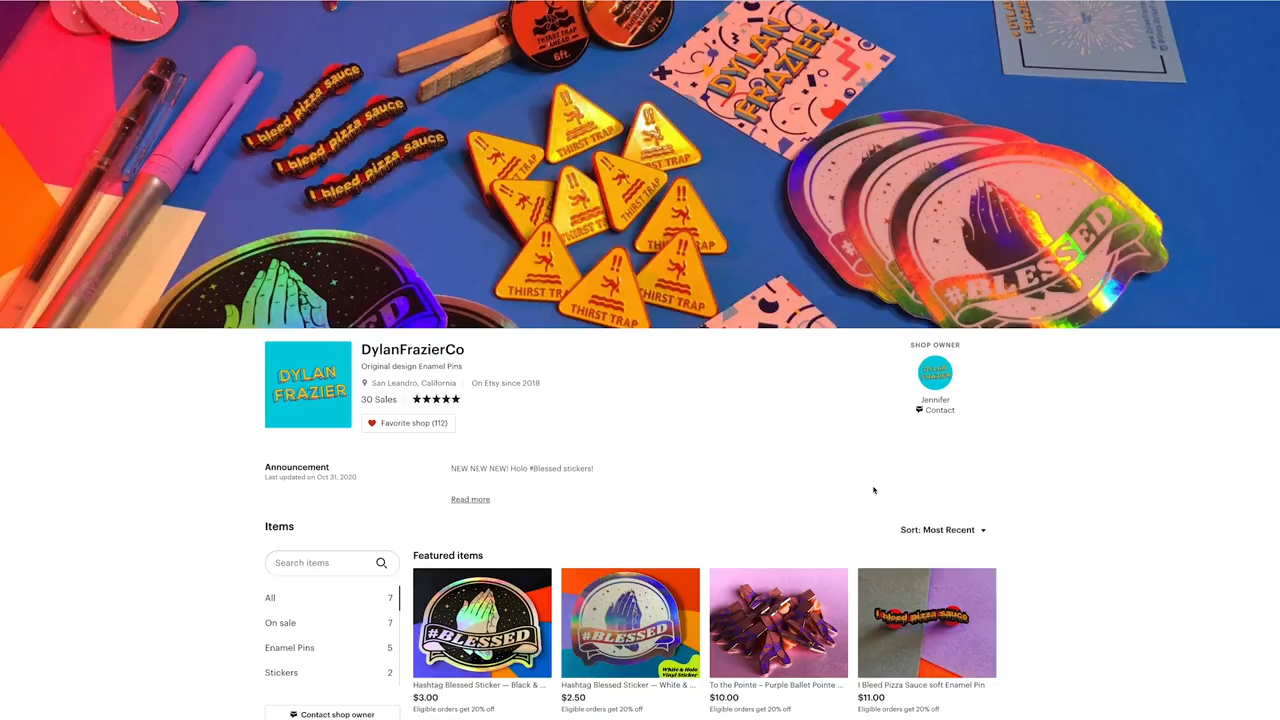 I bleed pizza sauce
I bleed pizza sauce
I bleed pizza sauce
THIRST TRAP
AHEAD
6ft.
THIRST TRAP
AHEAD
6ft.
DYLAN
FRAZIER
THIRST TRAP
THIRST TRAP
THIRST TRAP
THIRST TRAP
THIRST TRAP
#BLESSED
DylanFrazierCo
Original design Enamel Pins
San Leandro, California
On Etsy since 2018
30 Sales
Favorite shop (112)
DYLAN
FRAZIER
SHOP OWNER
DYLAN
FRAZIER
Jennifer
Contact
Announcement
Last updated on Oct 31, 2020
NEW NEW NEW! Holo #Blessed stickers!
Read more
Items
Sort: Most Recent
Search items
All 7
On sale 7
Enamel Pins 5
Stickers 2
Contact shop owner
Featured items
#BLESSED
Hashtag Blessed Sticker — Black & ...
$3.00
Eligible orders get 20% off
#BLESSED
White & Holo
Vinyl Sticker
Hashtag Blessed Sticker — White & ...
$2.50
Eligible orders get 20% off
To the Pointe – Purple Ballet Pointe ...
$10.00
Eligible orders get 20% off
I bleed pizza sauce
I Bleed Pizza Sauce soft Enamel Pin
$11.00
Eligible orders get 20% off